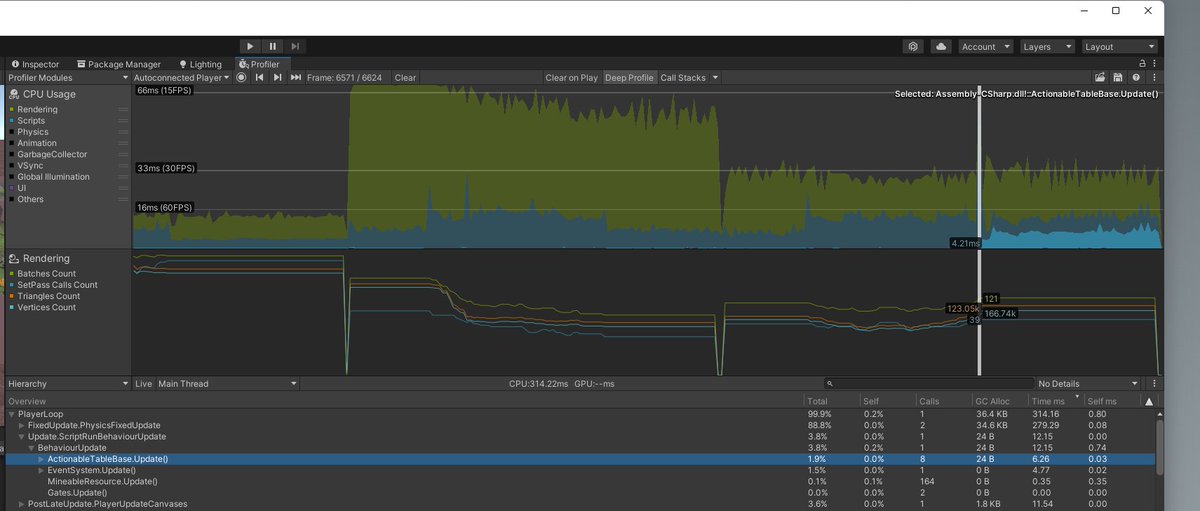 Account Layers Layout
Inspector Package Manager Lighting Profiler
Profiler Modules Autoconnected Player Frame: 6571 / 6624 Clear Clear on Play Deep Profile Call Stacks
CPU Usage
66ms (15FPS)
Selected: Assembly-CSharp.dll!::ActionableTableBase.Update()
Rendering
Scripts
Physics
Animation
GarbageCollector
VSync
Global Illumination
UI
Others
33ms (30FPS)
16ms (60FPS)
4.21ms
Rendering
Batches Count
SetPass Calls Count
Triangles Count
Vertices Count
121
123.05k
166.74k
39
Hierarchy Live Main Thread CPU:314.22ms GPU:--ms No Details
Overview Total Self Calls GC Alloc Time ms Self ms
PlayerLoop 99.9% 0.2% 1 36.4 KB 314.16 0.80
FixedUpdate.PhysicsFixedUpdate 88.8% 0.0% 2 34.6 KB 279.29 0.08
Update.ScriptRunBehaviourUpdate 3.8% 0.0% 1 24 B 12.15 0.00
BehaviourUpdate 3.8% 0.2% 1 24 B 12.15 0.74
ActionableTableBase.Update() 1.9% 0.0% 8 24 B 6.26 0.03
EventSystem.Update() 1.5% 0.0% 1 0 B 4.77 0.02
MineableResource.Update() 0.1% 0.1% 164 0 B 0.35 0.35
Gates.Update() 0.0% 0.0% 2 0 B 0.00 0.00
PostLateUpdate.PlayerUpdateCanvases 3.6% 0.0% 1 1.8 KB 11.54 0.00